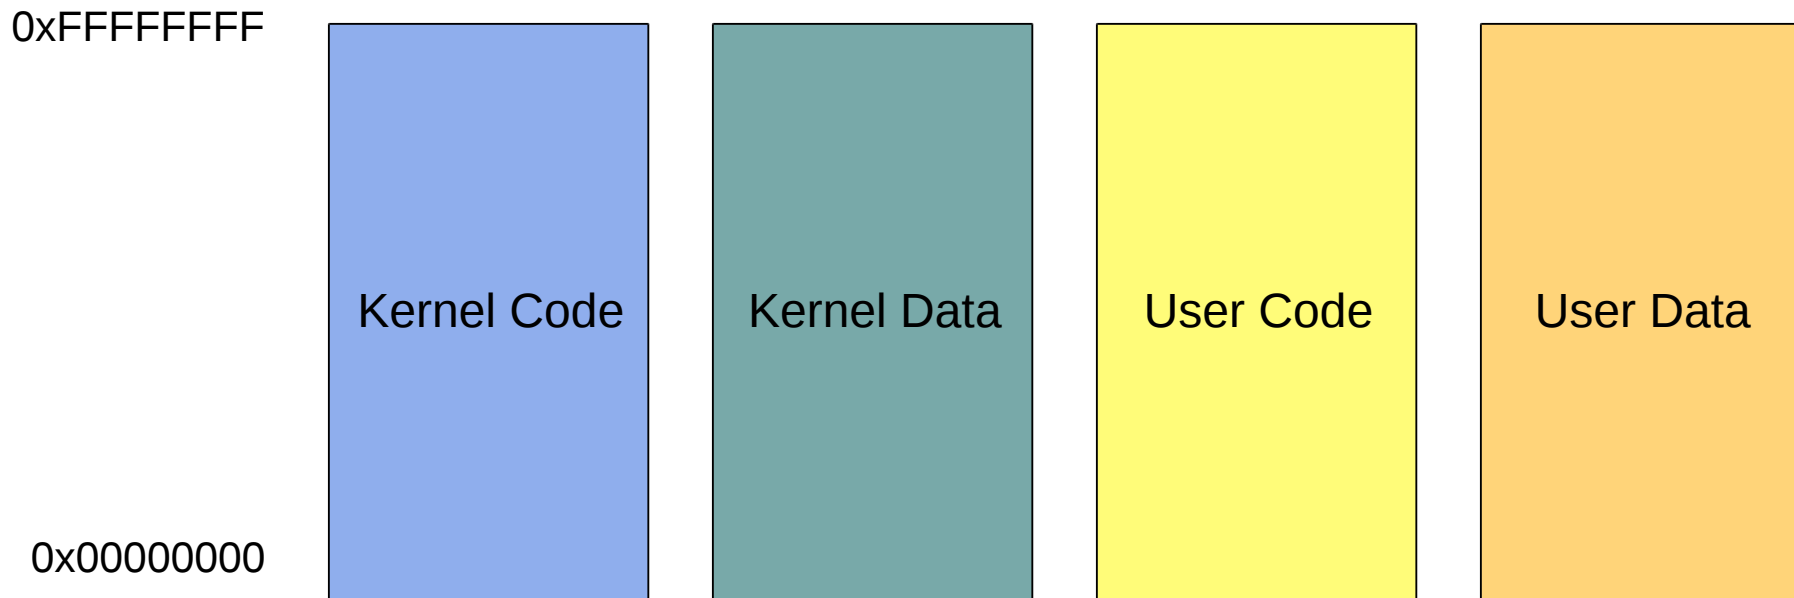 0xFFFFFFFF
Kernel Code
Kernel Data
User Code
User Data
0x00000000